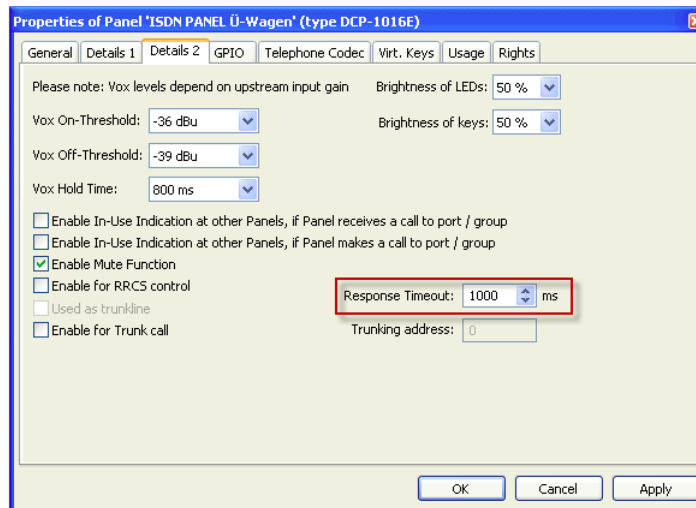 Properties of Panel 'ISDN PANEL Ü-Wagen' (type DCP-1016E)
General Details 1 Details 2 GPIO Telephone Codec Virt. Keys Usage Rights
Please note: Vox levels depend on upstream input gain Brightness of LEDs: 50 %
Vox On-Threshold: -36 dBu Brightness of keys: 50 %
Vox Off-Threshold: -39 dBu
Vox Hold Time: 800 ms
Enable In-Use Indication at other Panels, if Panel receives a call to port / group
Enable In-Use Indication at other Panels, if Panel makes a call to port / group
Enable Mute Function
Enable for RRCS control Response Timeout: 1000 ms
Used as trunkline
Enable for Trunk call Trunking address: 0
OK Cancel Apply